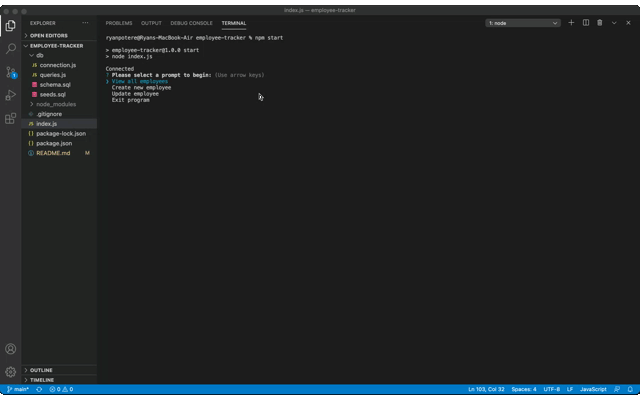 index.js — employee-tracker
EXPLORER
PROBLEMS OUTPUT DEBUG CONSOLE TERMINAL
1: node
OPEN EDITORS
EMPLOYEE-TRACKER
db
JS connection.js
JS queries.js
schema.sql
seeds.sql
node_modules
.gitignore
JS index.js
{} package-lock.json
{} package.json
README.md M
OUTLINE
TIMELINE
ryanpotere@Ryans-MacBook-Air employee-tracker % npm start
> employee-tracker@1.0.0 start
> node index.js
Connected
? Please select a prompt to begin: (Use arrow keys)
❯ View all employees
Create new employee
Update employee
Exit program
1
main* 0 0 Ln 103, Col 32 Spaces: 4 UTF-8 LF JavaScript